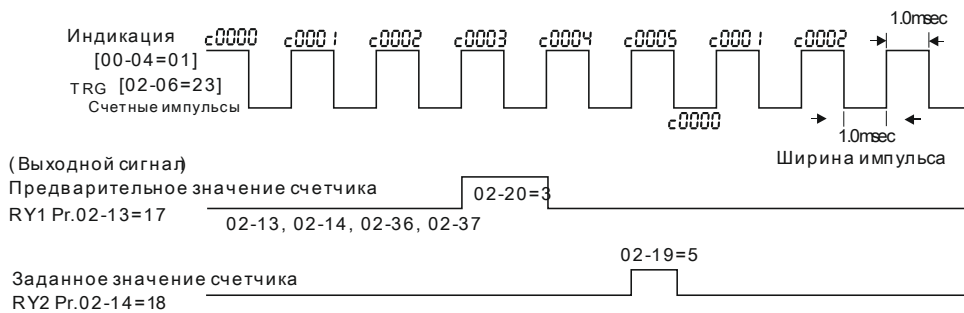 Индикация
[00-04=01]
c0000 c0001 c0002 c0003 c0004 c0005 c0001 c0002
1.0msec
TRG [02-06=23]
Счетные импульсы
c0000
1.0msec
Ширина импульса
(Выходной сигнал)
Предварительное значение счетчика
RY1 Pr.02-13=17
02-20=3
02-13, 02-14, 02-36, 02-37
02-19=5
Заданное значение счетчика
RY2 Pr.02-14=18